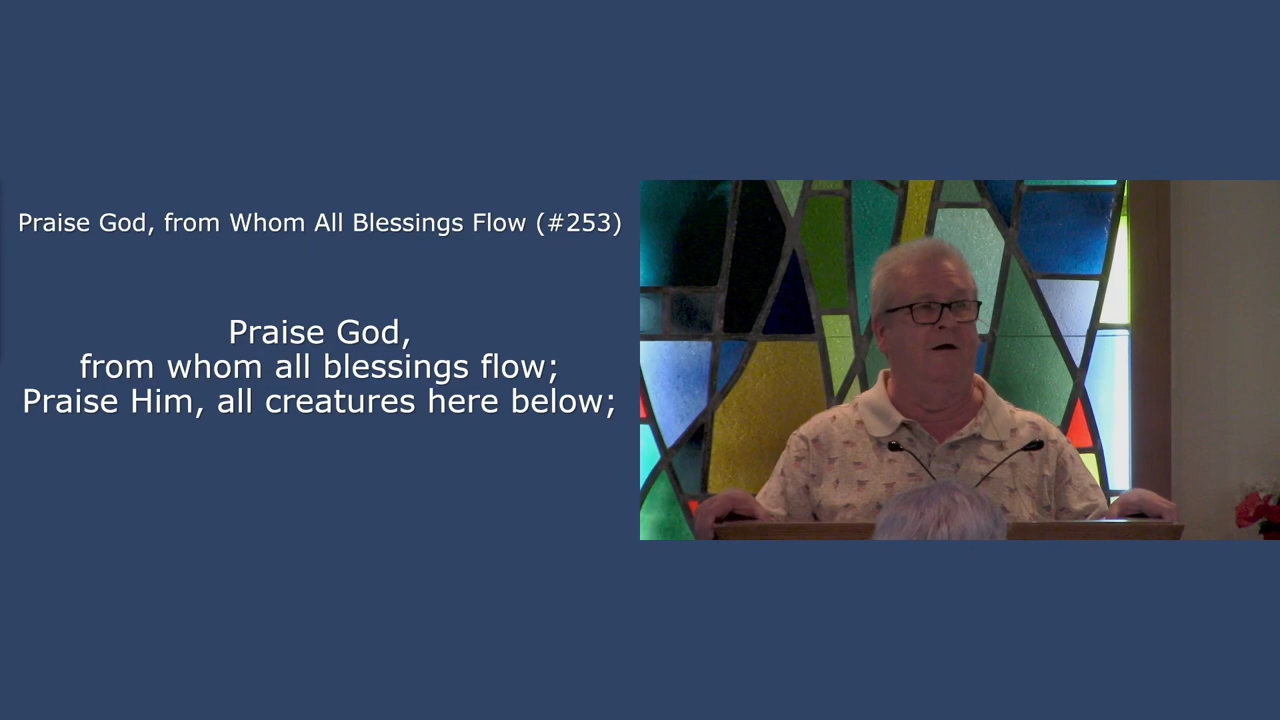 Praise God, from Whom All Blessings Flow (#253)
Praise God,
from whom all blessings flow;
Praise Him, all creatures here below;